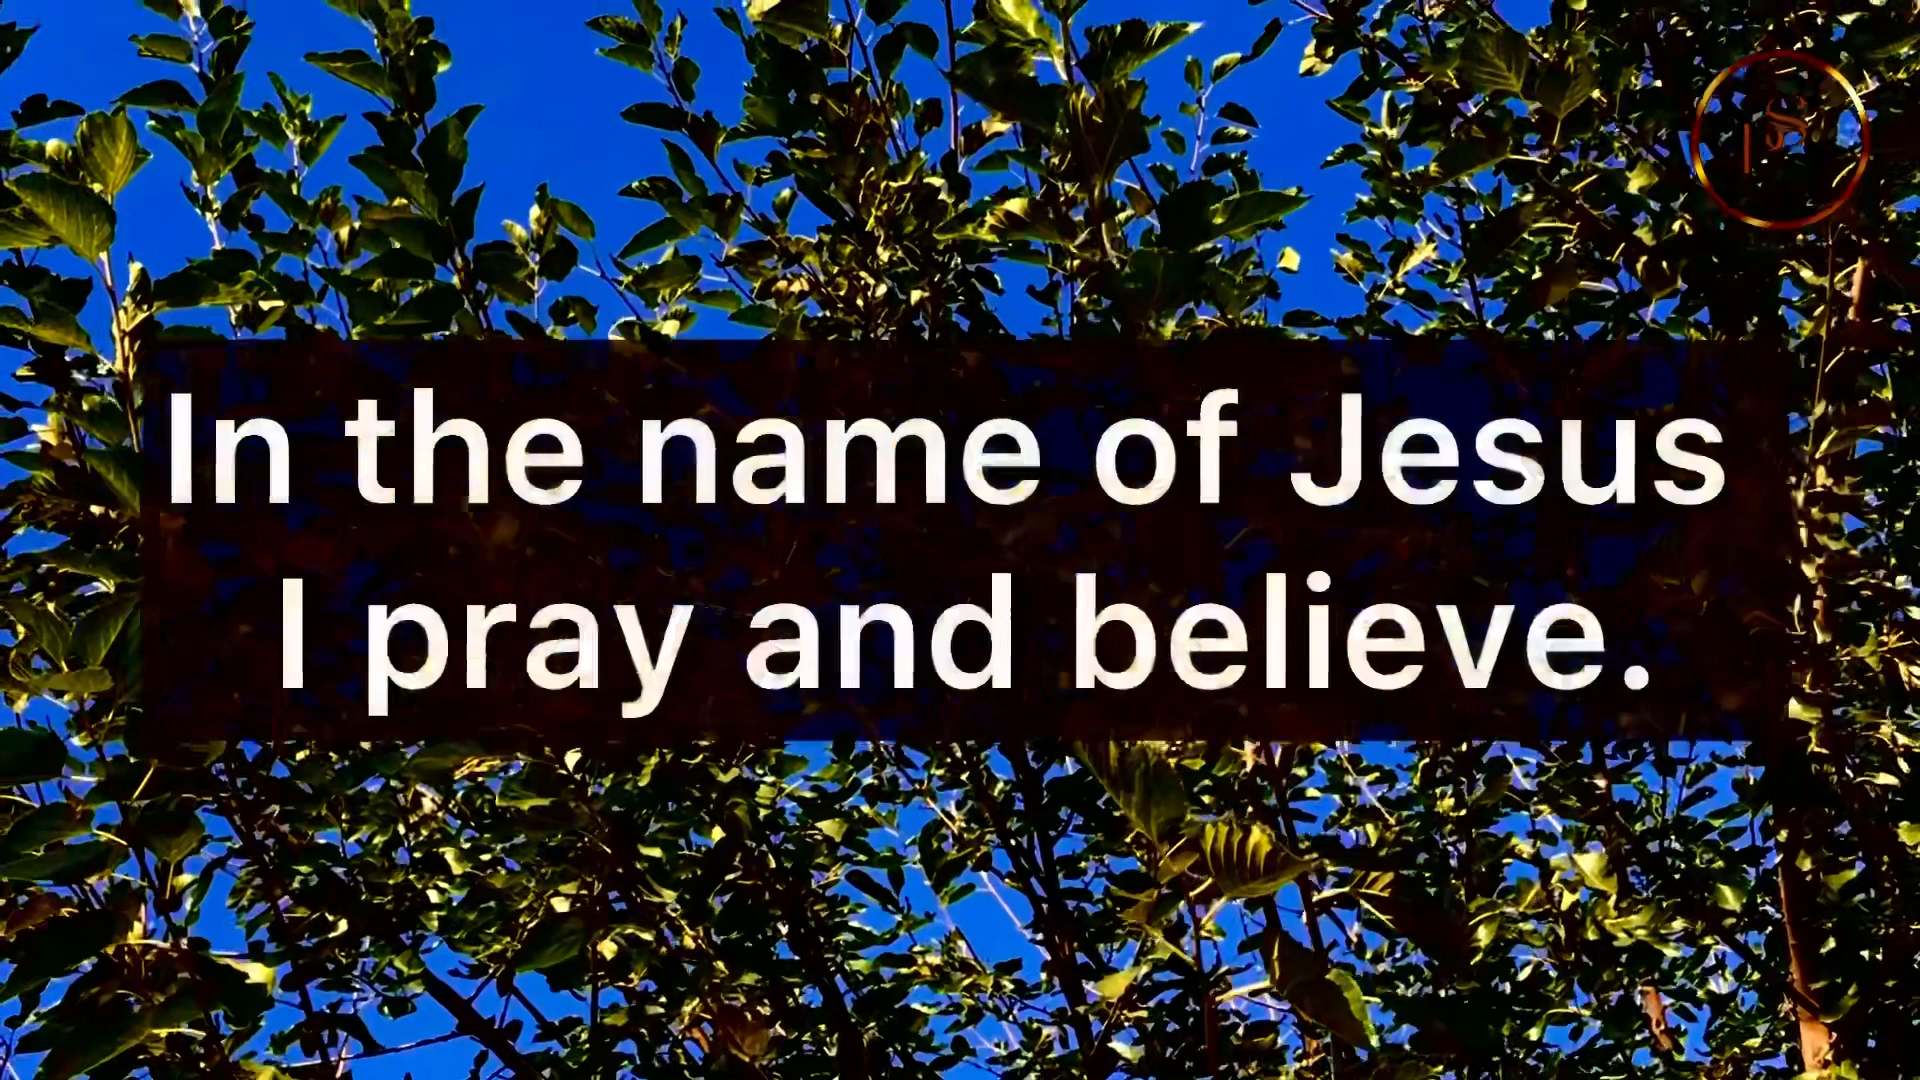 In the name of Jesus
I pray and believe.